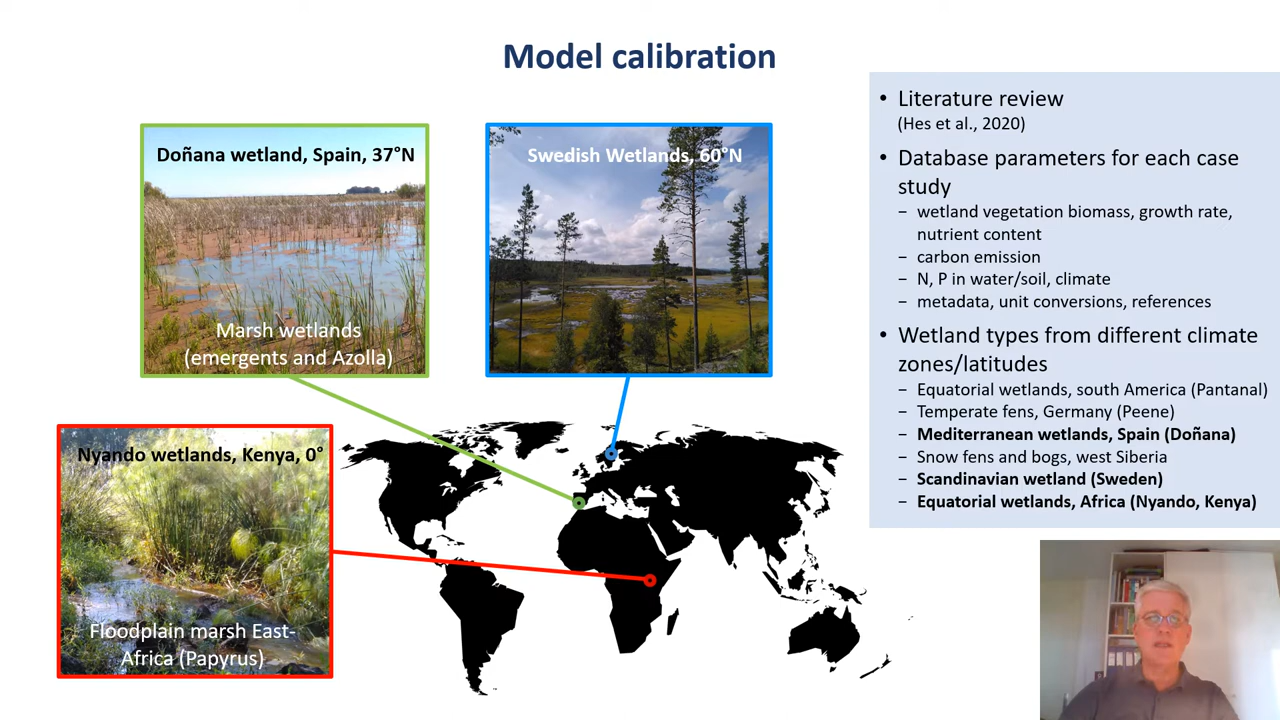 Model calibration
Doñana wetland, Spain, 37°N
Marsh wetlands
(emergents and Azolla)
Swedish Wetlands, 60°N
Nyando wetlands, Kenya, 0°
Floodplain marsh East-
Africa (Papyrus)
• Literature review
(Hes et al., 2020)
• Database parameters for each case
study
− wetland vegetation biomass, growth rate,
nutrient content
− carbon emission
− N, P in water/soil, climate
− metadata, unit conversions, references
• Wetland types from different climate
zones/latitudes
− Equatorial wetlands, south America (Pantanal)
− Temperate fens, Germany (Peene)
− Mediterranean wetlands, Spain (Doñana)
− Snow fens and bogs, west Siberia
− Scandinavian wetland (Sweden)
− Equatorial wetlands, Africa (Nyando, Kenya)